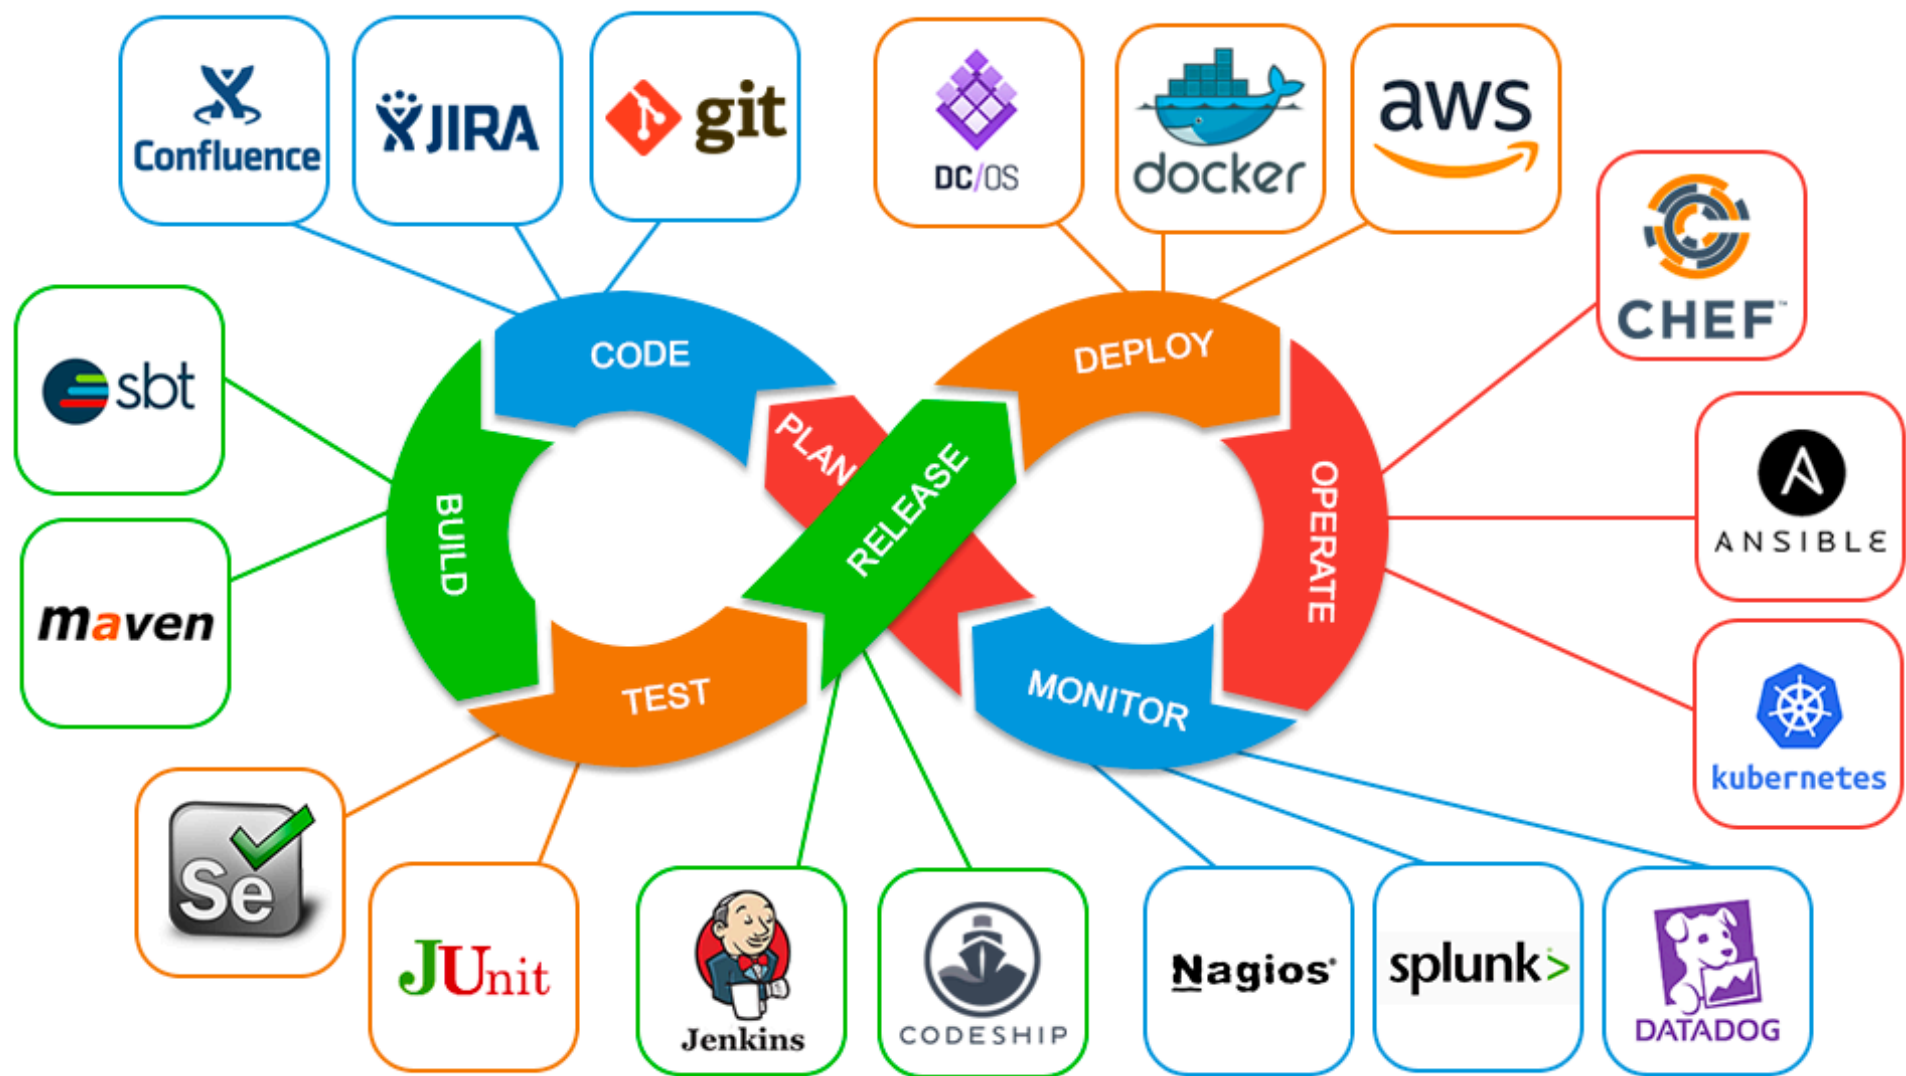 Confluence
JIRA
git
DC/OS
docker
aws
CHEF™
sbt
CODE
DEPLOY
PLAN
RELEASE
BUILD
OPERATE
ANSIBLE
maven
TEST
MONITOR
kubernetes
Se
JUnit
Jenkins
CODESHIP
Nagios®
splunk>
DATADOG